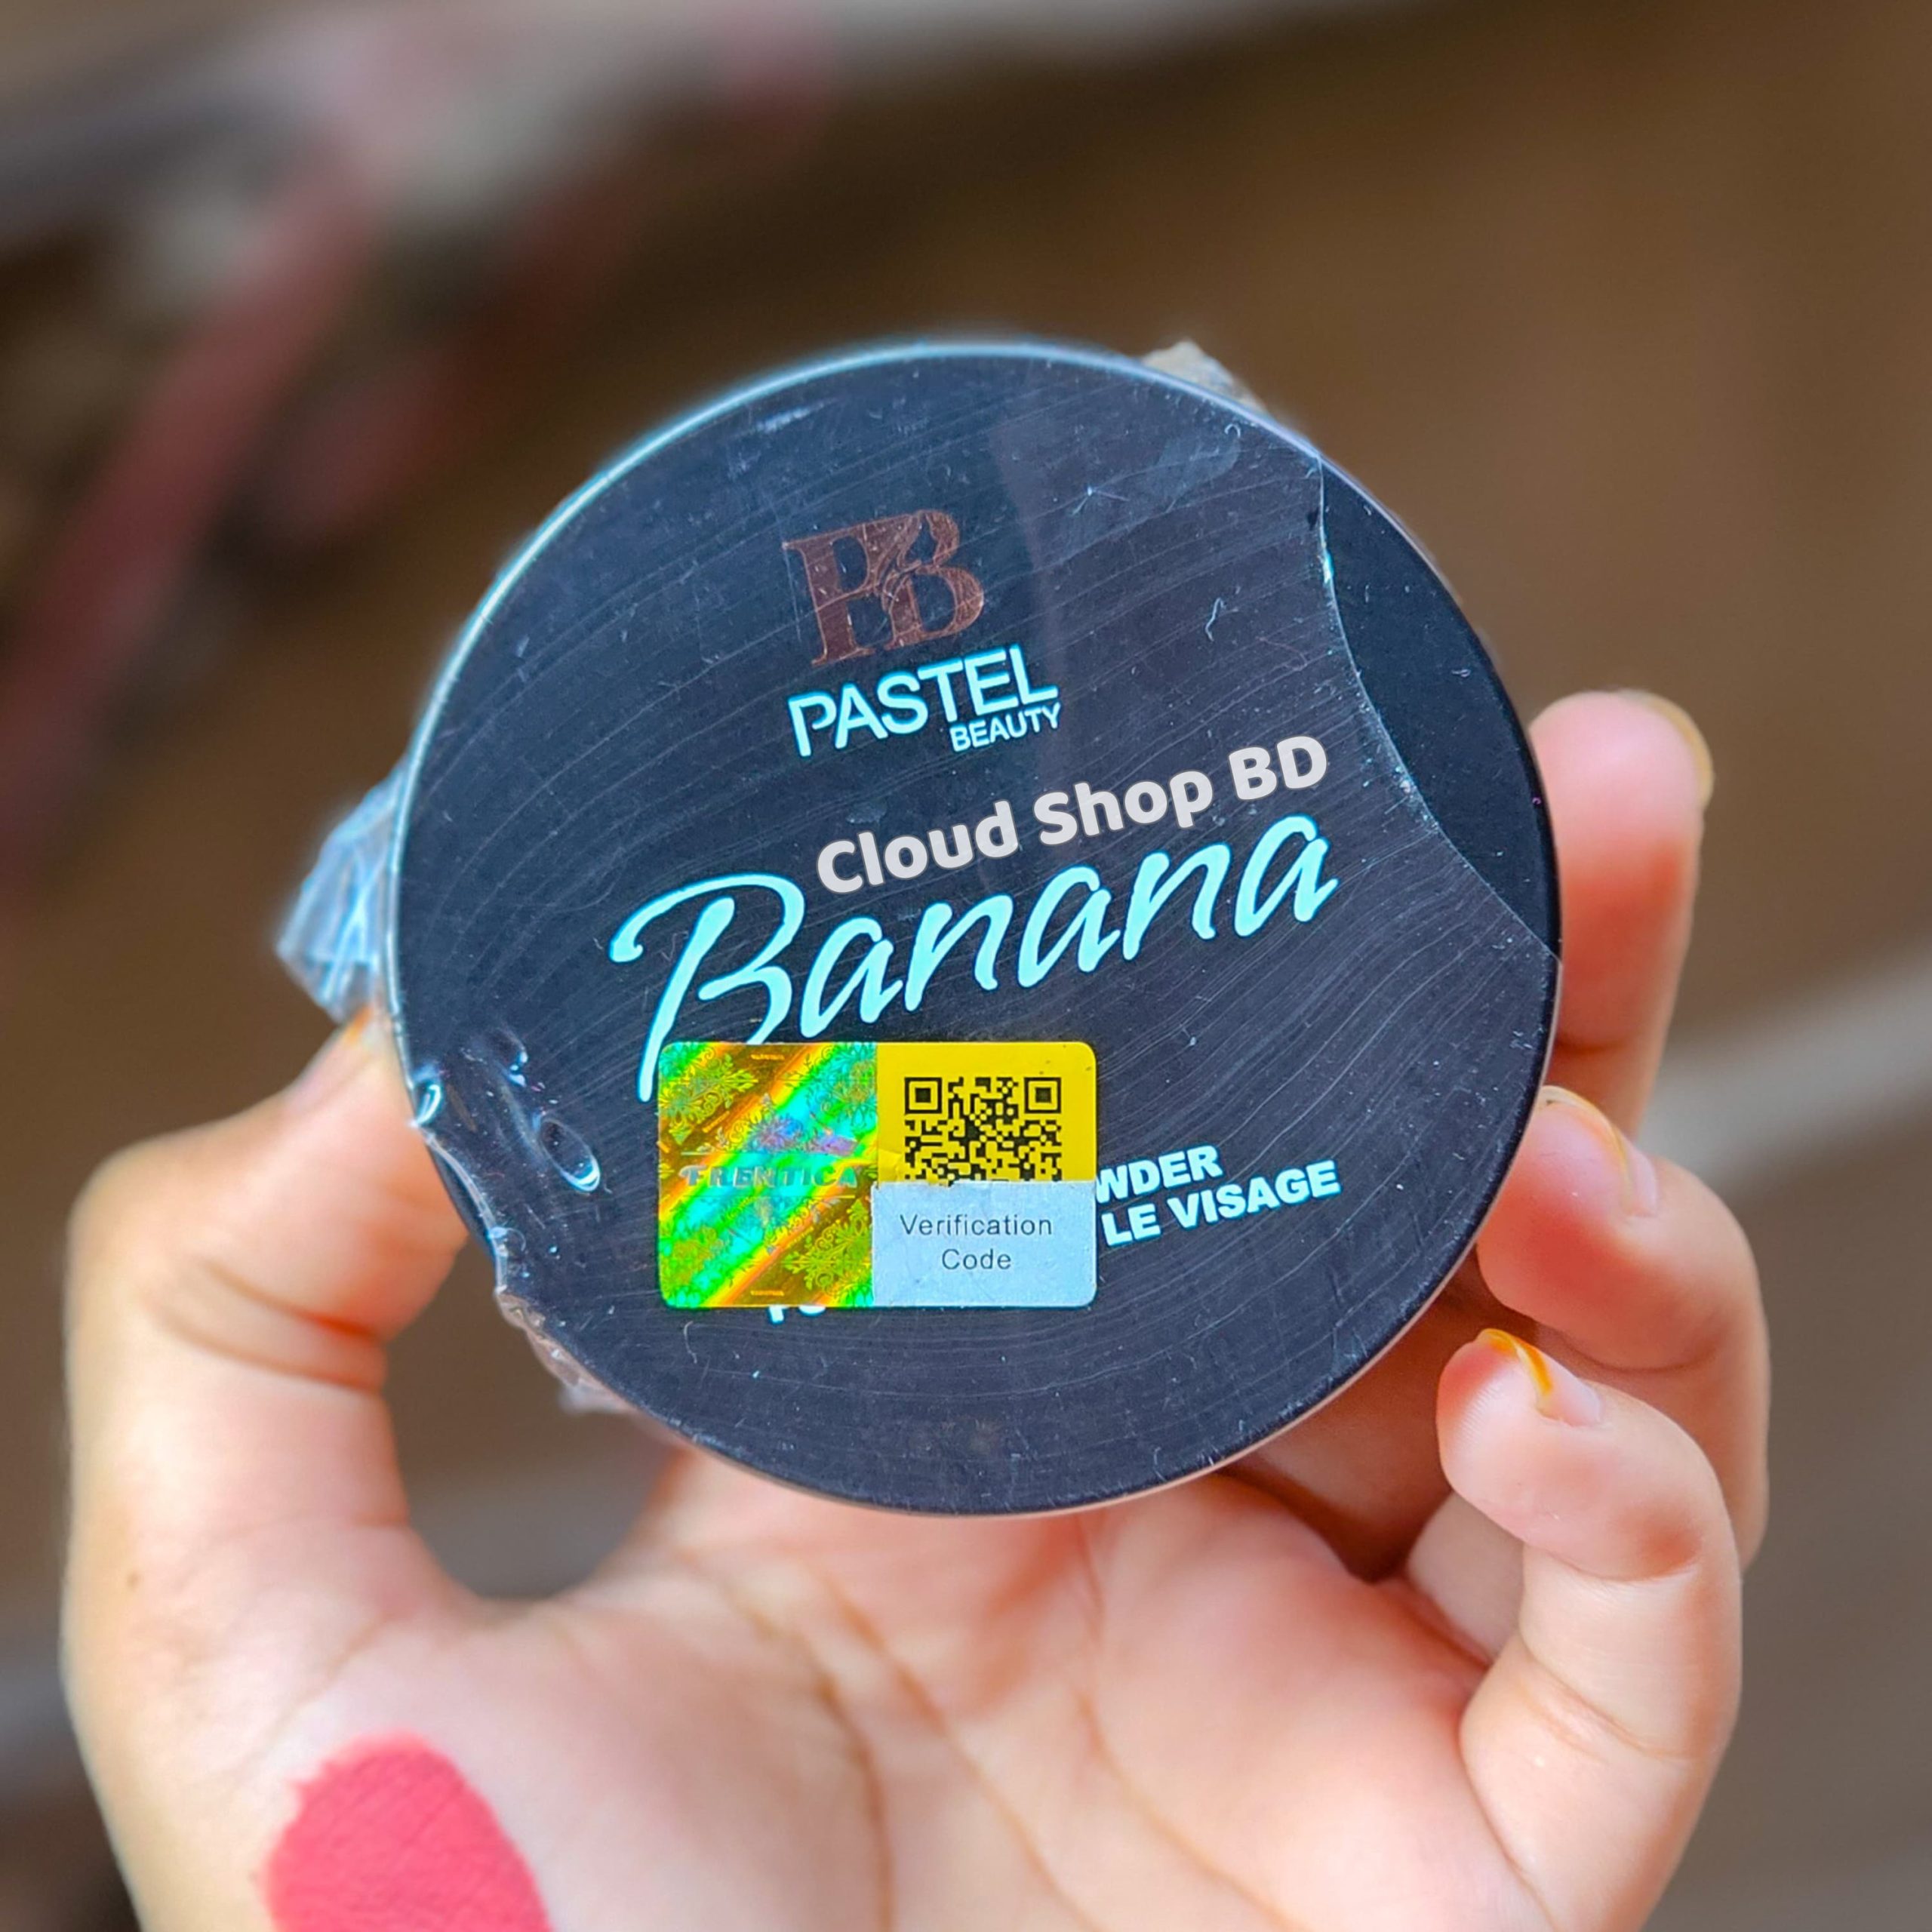 PB
PASTEL
BEAUTY
Cloud Shop BD
Banana
FRENTICA
WDER
LE VISAGE
Verification
Code